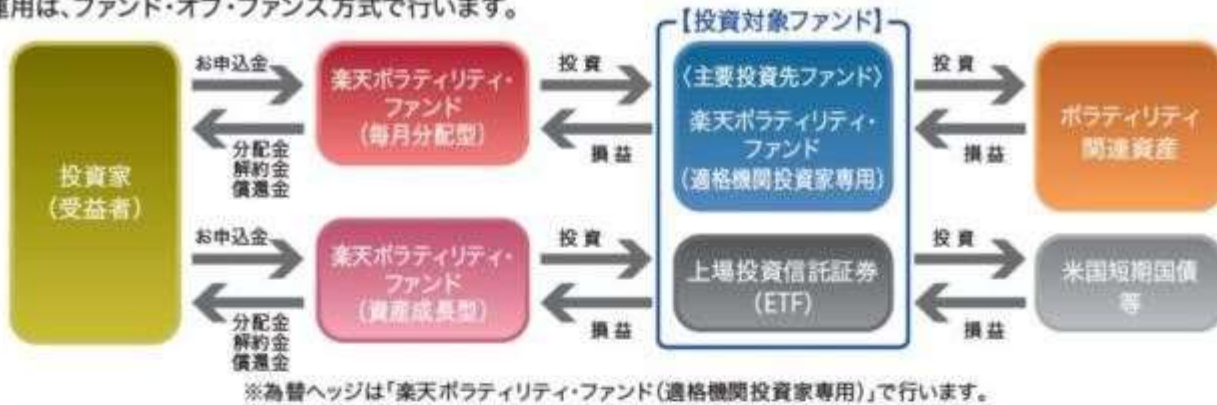 運用は、ファンド・オブ・ファンズ方式で行います。
【投資対象ファンド】
投資家
(受益者)
お申込金
分配金
解約金
償還金
楽天ボラティリティ・
ファンド
(毎月分配型)
投資
損益
〈主要投資先ファンド〉
楽天ボラティリティ・
ファンド
(適格機関投資家専用)
投資
損益
ボラティリティ
関連資産
お申込金
分配金
解約金
償還金
楽天ボラティリティ・
ファンド
(資産成長型)
投資
損益
上場投資信託証券
(ETF)
投資
損益
米国短期国債
等
※為替ヘッジは「楽天ボラティリティ・ファンド(適格機関投資家専用)」で行います。